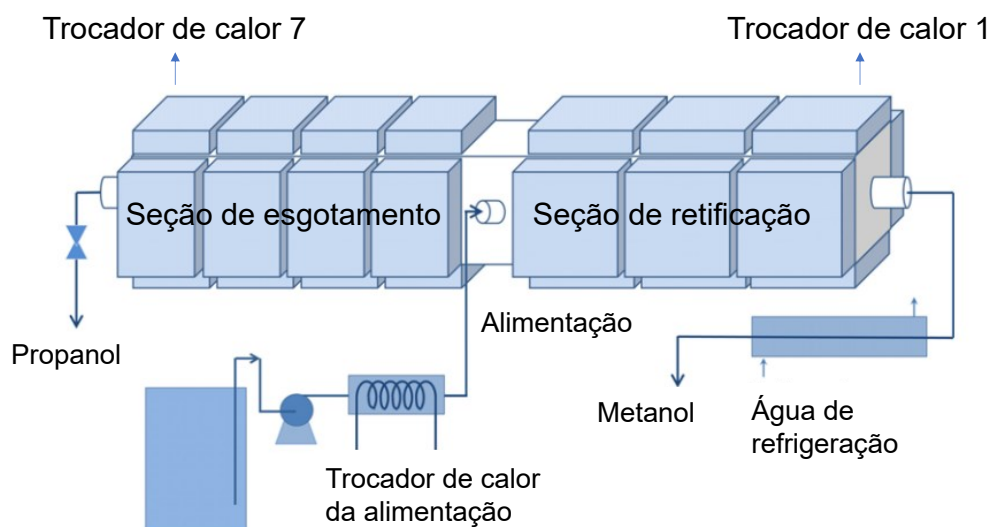 Trocador de calor 7
Trocador de calor 1
Seção de esgotamento
Seção de retificação
Alimentação
Propanol
Metanol
Água de
refrigeração
Trocador de calor
da alimentação